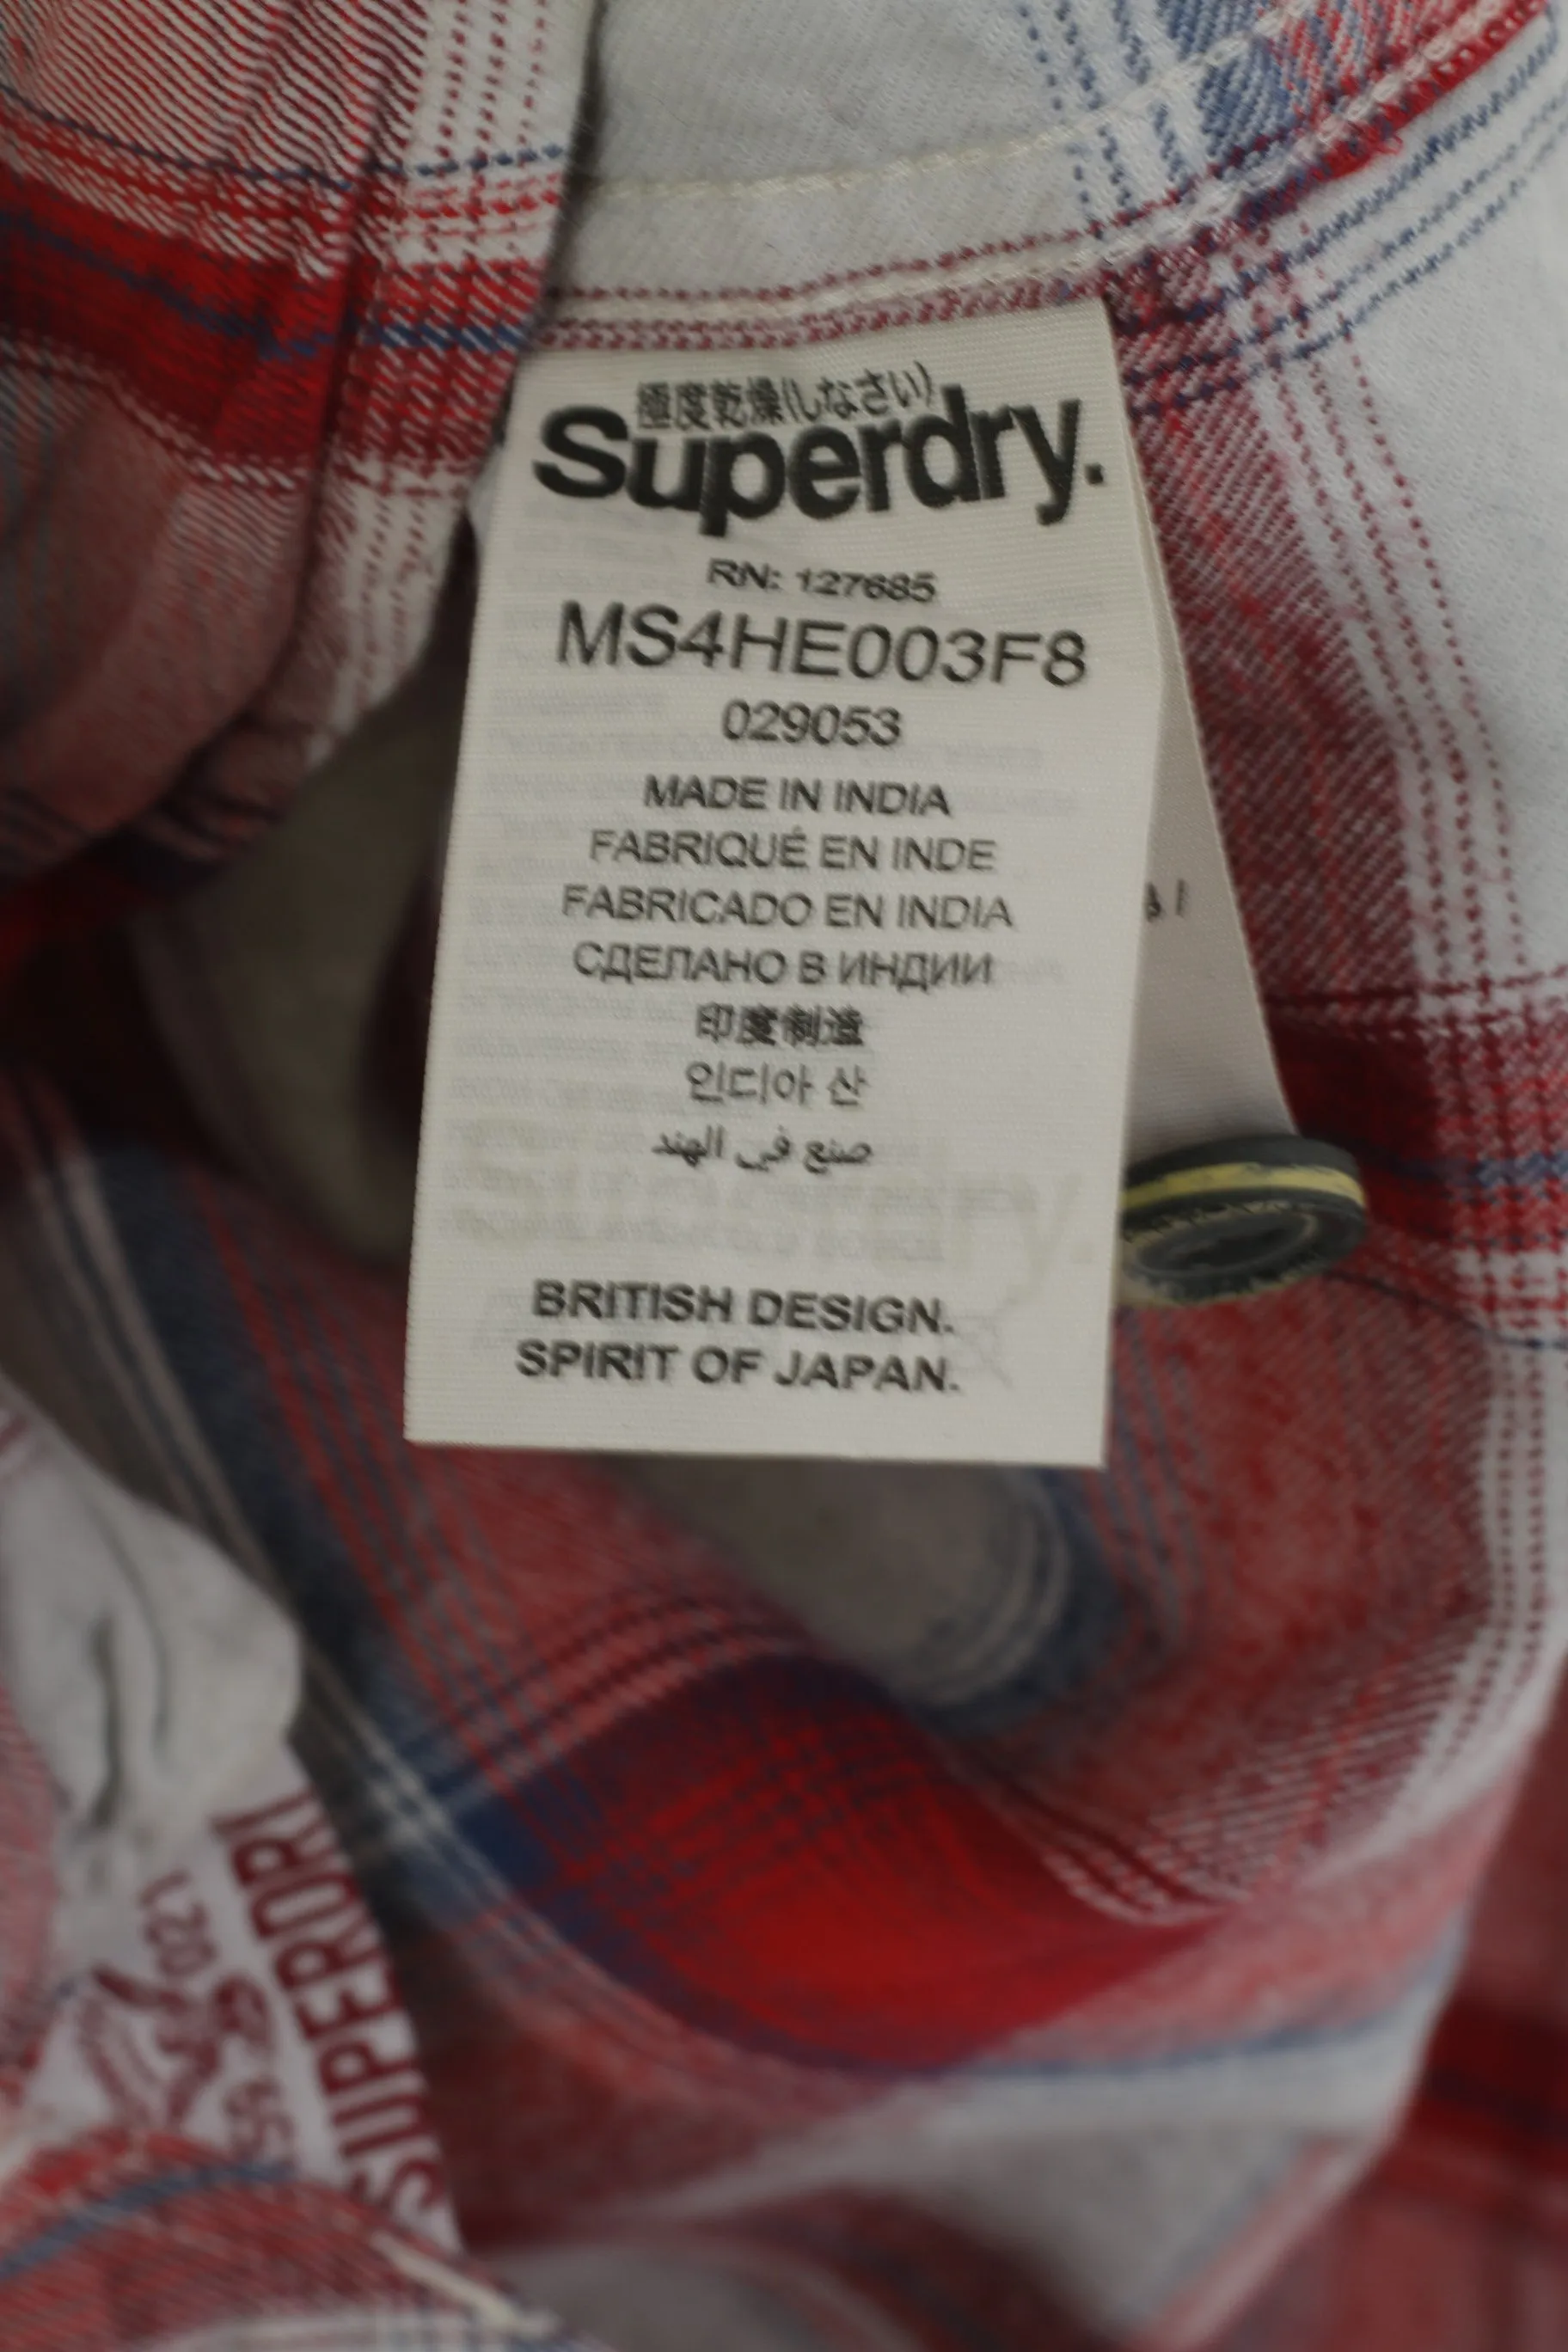 極度乾燥(しなさい)
Superdry.
RN: 127685
MS4HE003F8
029053
MADE IN INDIA
FABRIQUÉ EN INDE
FABRICADO EN INDIA
СДЕЛАНО В ИНДИИ
印度制造
인디아 산
صنع في الهند
BRITISH DESIGN.
SPIRIT OF JAPAN.
021